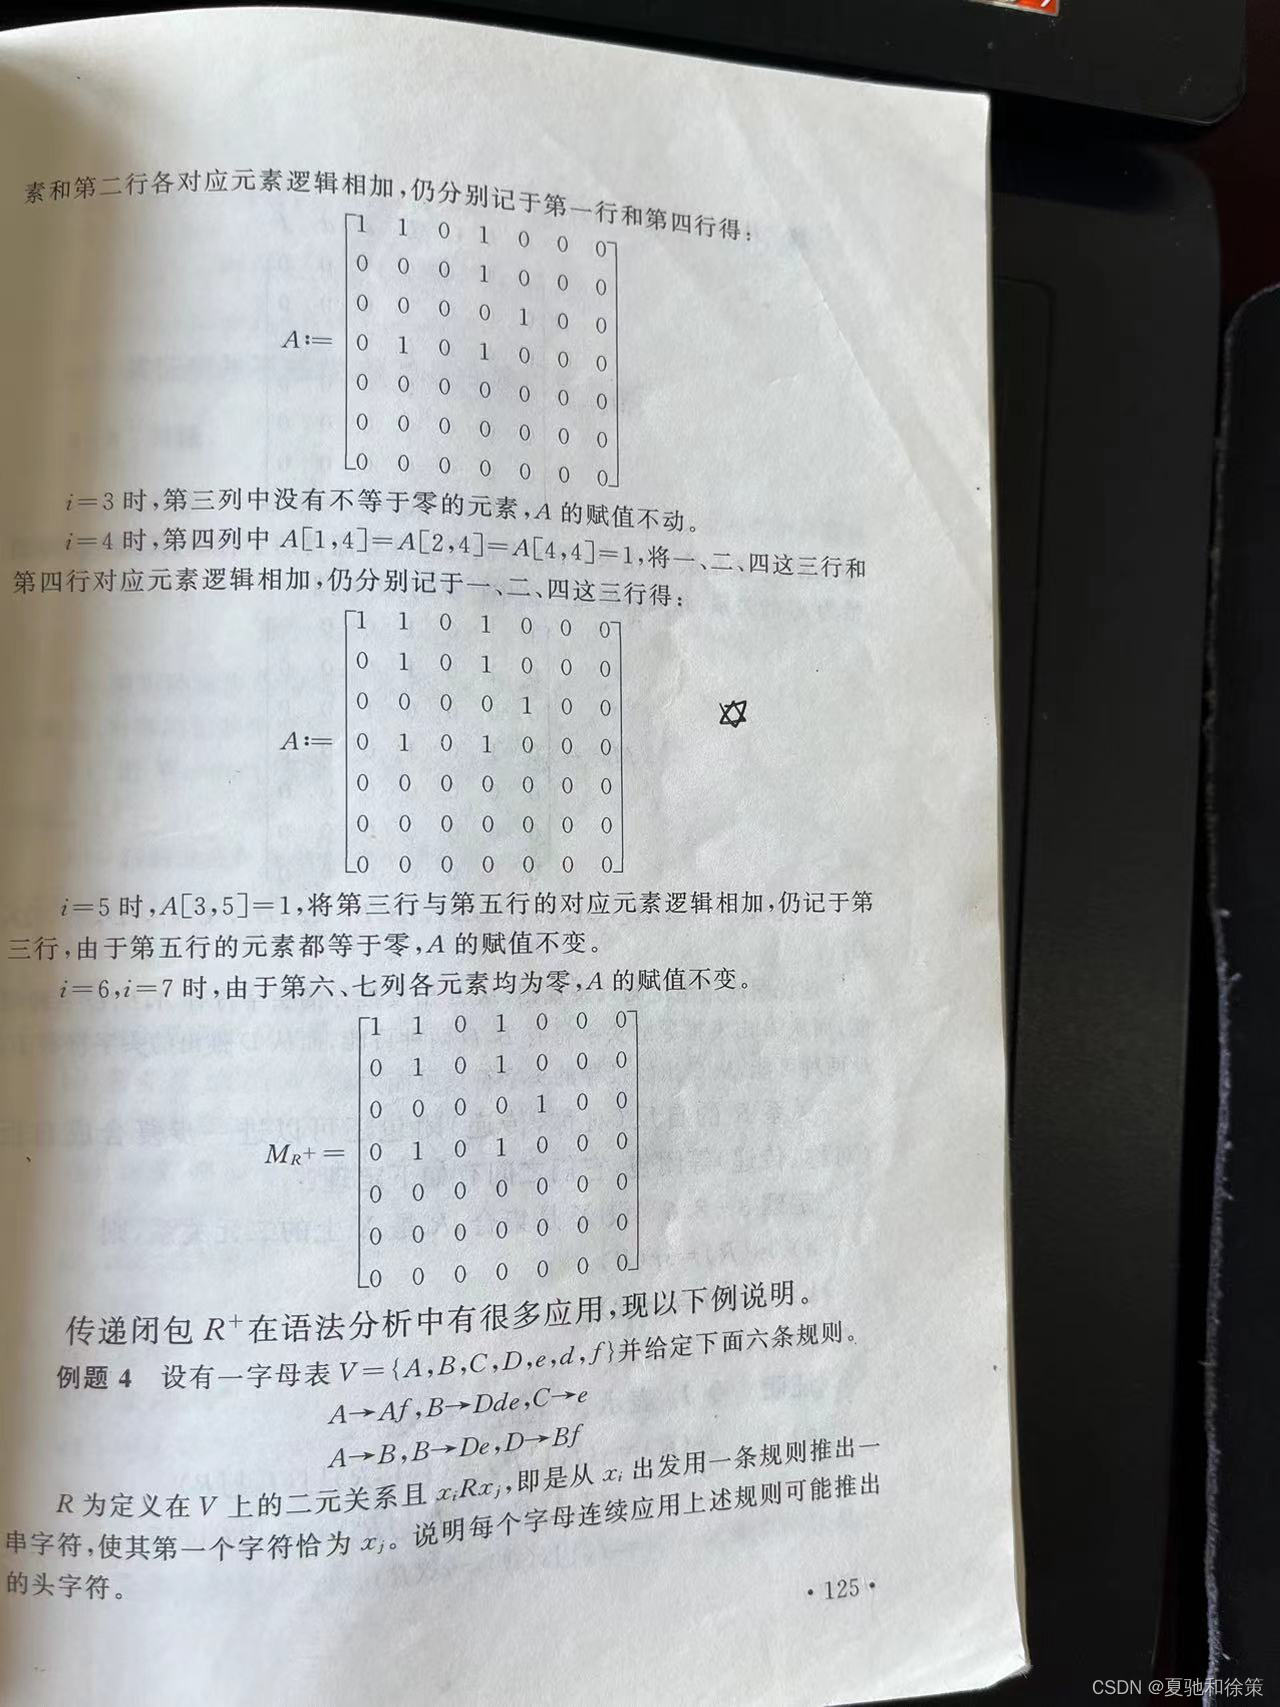 素和第二行各对应元素逻辑相加,仍分别记于第一行和第四行得:
1 1 0 1 0 0 0
0 0 0 1 0 0 0
0 0 0 0 1 0 0
A:= 0 1 0 1 0 0 0
0 0 0 0 0 0 0
0 0 0 0 0 0 0
0 0 0 0 0 0 0
i=3 时,第三列中没有不等于零的元素,A 的赋值不动。
i=4 时,第四列中 A[1,4]=A[2,4]=A[4,4]=1,将一、二、四这三行和
第四行对应元素逻辑相加,仍分别记于一、二、四这三行得:
1 1 0 1 0 0 0
0 1 0 1 0 0 0
0 0 0 0 1 0 0
A:= 0 1 0 1 0 0 0
0 0 0 0 0 0 0
0 0 0 0 0 0 0
0 0 0 0 0 0 0
i=5 时,A[3,5]=1,将第三行与第五行的对应元素逻辑相加,仍记于第
三行,由于第五行的元素都等于零,A 的赋值不变。
i=6,i=7 时,由于第六、七列各元素均为零,A 的赋值不变。
1 1 0 1 0 0 0
0 1 0 1 0 0 0
0 0 0 0 1 0 0
M_R+ = 0 1 0 1 0 0 0
0 0 0 0 0 0 0
0 0 0 0 0 0 0
0 0 0 0 0 0 0
传递闭包 R⁺在语法分析中有很多应用,现以下例说明。
例题 4 设有一字母表 V={A,B,C,D,e,d,f}并给定下面六条规则。
A→Af,B→Dde,C→e
A→B,B→De,D→Bf
R 为定义在 V 上的二元关系且 xᵢRxⱼ,即是从 xᵢ 出发用一条规则推出一
串字符,使其第一个字符恰为 xⱼ。说明每个字母连续应用上述规则可能推出
的头字符。
·125·
CSDN @夏驰和徐策